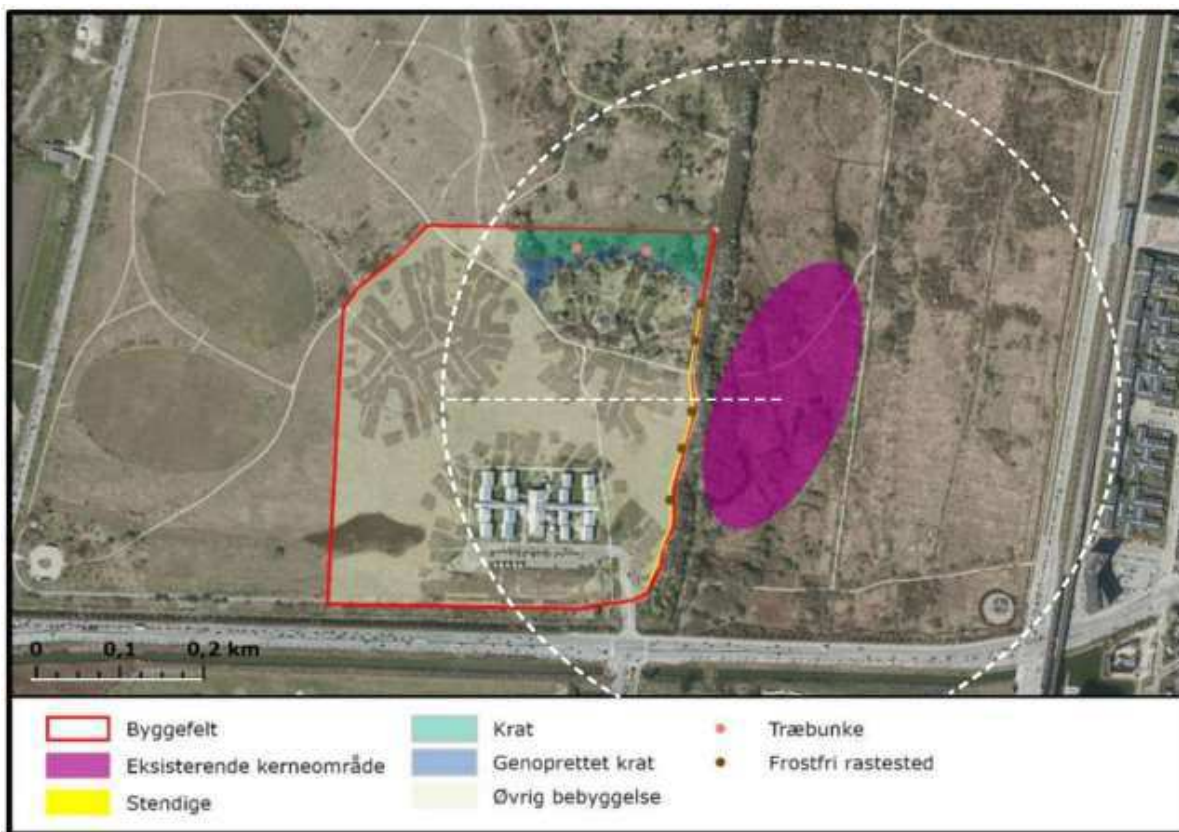 0 0,1 0,2 km
Byggefelt
Eksisterende kerneområde
Stendige
Krat
Genoprettet krat
Øvrig bebyggelse
Træbunke
Frostfri rastested